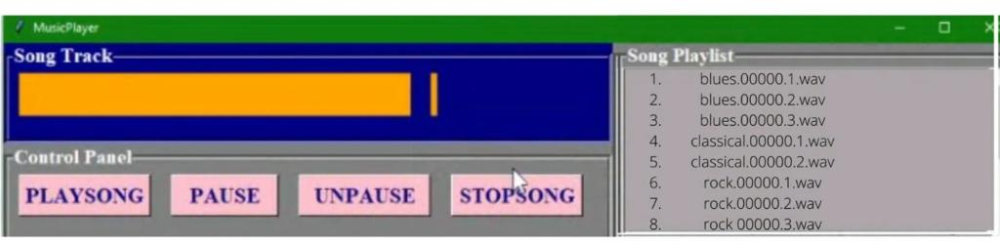 MusicPlayer
Song Track
Control Panel
PLAYSONG PAUSE UNPAUSE STOPSONG
Song Playlist
1. blues.00000.1.wav
2. blues.00000.2.wav
3. blues.00000.3.wav
4. classical.00000.1.wav
5. classical.00000.2.wav
6. rock.00000.1.wav
7. rock.00000.2.wav
8. rock 00000.3.wav